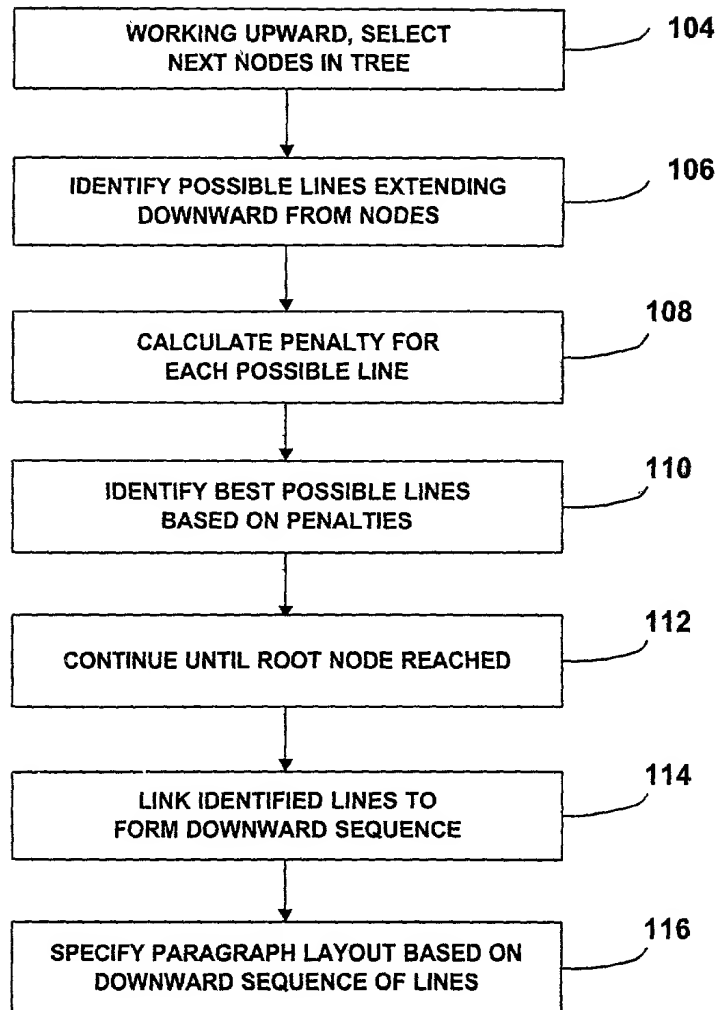 WORKING UPWARD, SELECT
NEXT NODES IN TREE
104
IDENTIFY POSSIBLE LINES EXTENDING
DOWNWARD FROM NODES
106
CALCULATE PENALTY FOR
EACH POSSIBLE LINE
108
IDENTIFY BEST POSSIBLE LINES
BASED ON PENALTIES
110
CONTINUE UNTIL ROOT NODE REACHED
112
LINK IDENTIFIED LINES TO
FORM DOWNWARD SEQUENCE
114
SPECIFY PARAGRAPH LAYOUT BASED ON
DOWNWARD SEQUENCE OF LINES
116